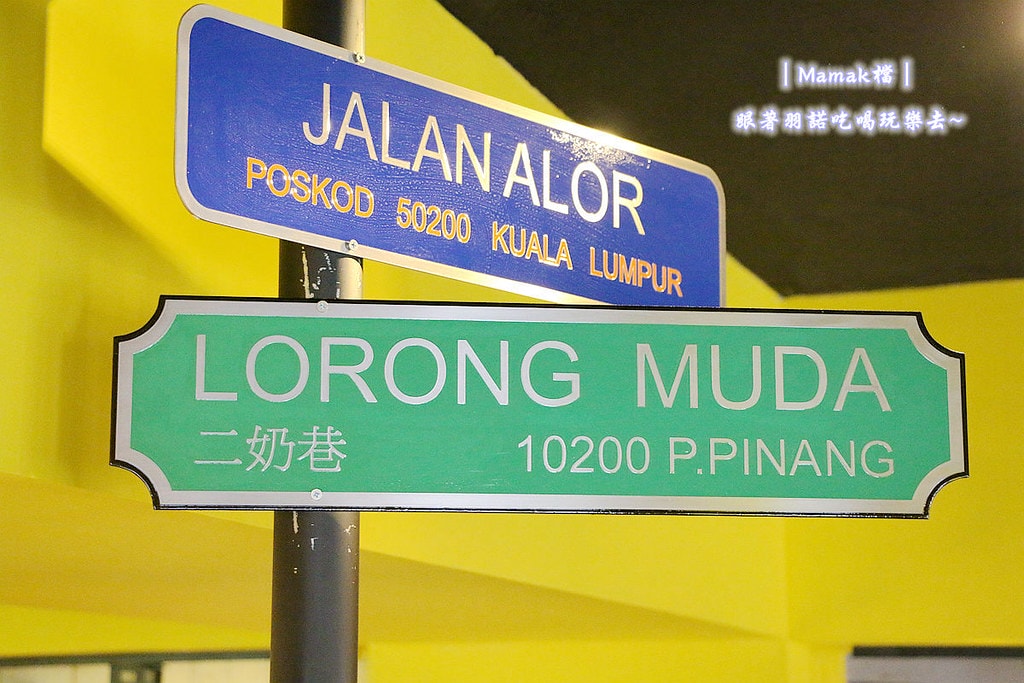 |Mamak檔|
跟著羽諾吃喝玩樂去~
JALAN ALOR
POSKOD 50200 KUALA LUMPUR
LORONG MUDA
二奶巷 10200 P.PINANG